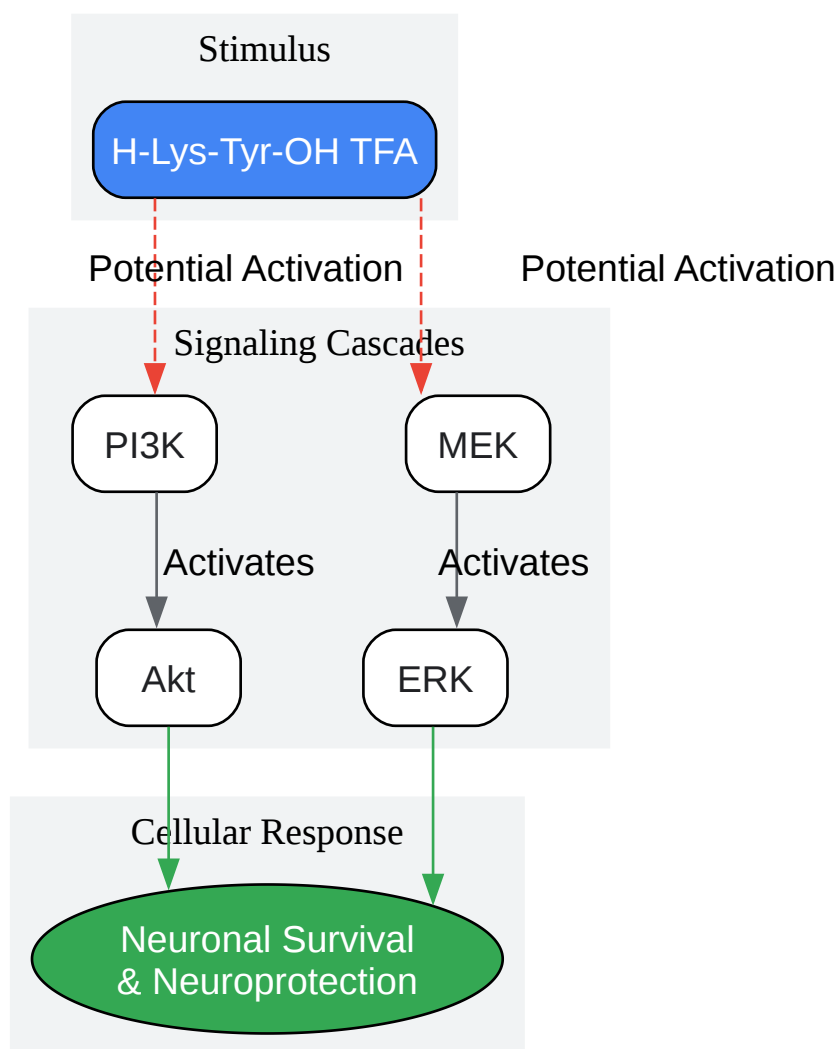 Stimulus
H-Lys-Tyr-OH TFA
Potential Activation
Potential Activation
Signaling Cascades
PI3K
MEK
Activates
Activates
Akt
ERK
Cellular Response
Neuronal Survival
& Neuroprotection